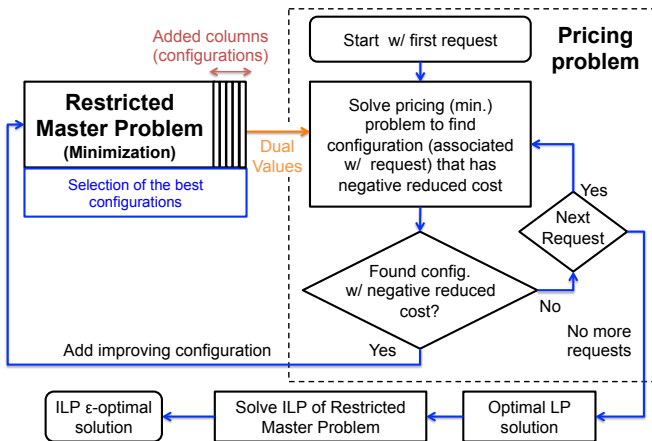 Added columns
(configurations)
Start w/ first request
Pricing
problem
Restricted
Master Problem
(Minimization)
Selection of the best
configurations
Dual
Values
Solve pricing (min.)
problem to find
configuration (associated
w/ request) that has
negative reduced cost
Yes
Next
Request
Found config.
w/ negative reduced
cost?
No
No more
requests
Add improving configuration
Yes
ILP ε-optimal
solution
Solve ILP of Restricted
Master Problem
Optimal LP
solution